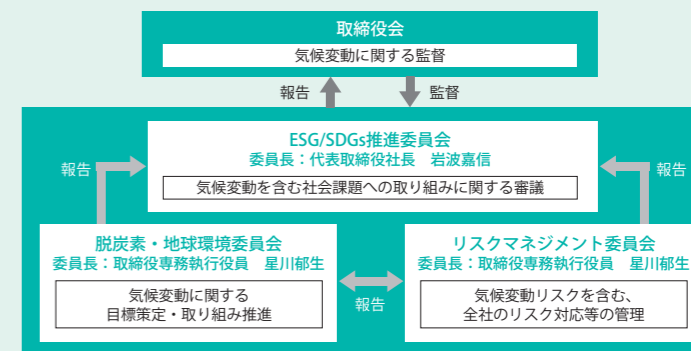 取締役会
気候変動に関する監督
報告
監督
ESG/SDGs推進委員会
委員長：代表取締役社長　岩波嘉信
気候変動を含む社会課題への取り組みに関する審議
報告
報告
脱炭素・地球環境委員会
委員長：取締役専務執行役員　星川郁生
気候変動に関する
目標策定・取り組み推進
報告
リスクマネジメント委員会
委員長：取締役専務執行役員　星川郁生
気候変動リスクを含む、
全社のリスク対応等の管理